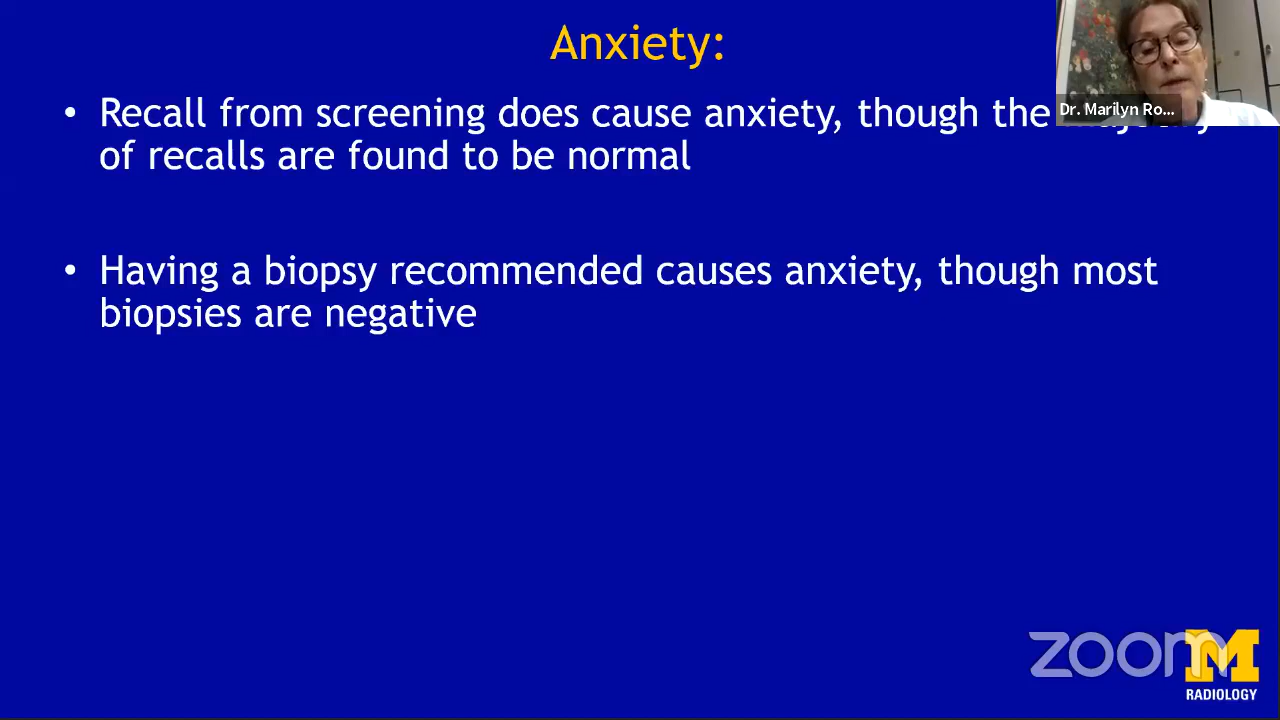 Anxiety:
• Recall from screening does cause anxiety, though the
of recalls are found to be normal
• Having a biopsy recommended causes anxiety, though most
biopsies are negative
Dr. Marilyn Ro...
zoom
M
RADIOLOGY